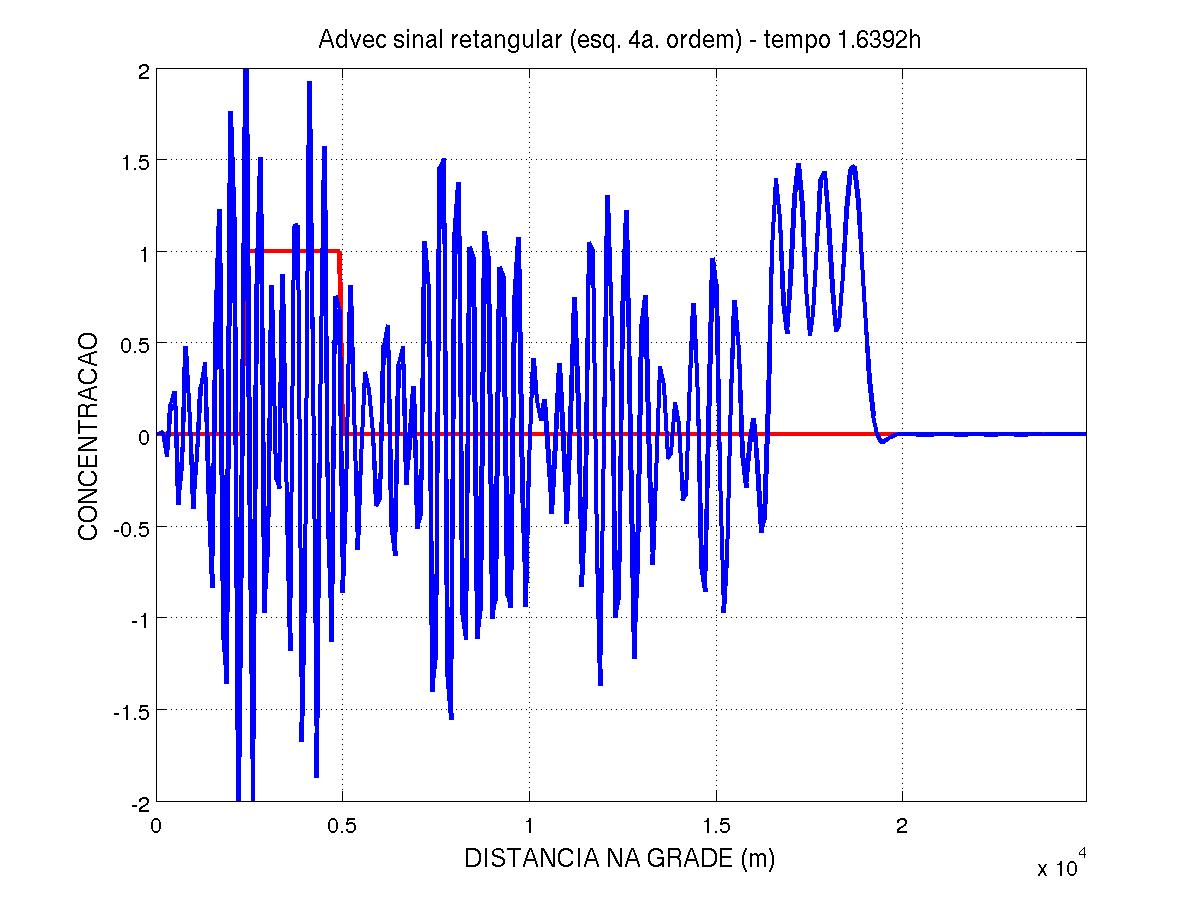 Advec sinal retangular (esq. 4a. ordem) - tempo 1.6392h
2
1.5
1
0.5
0
-0.5
-1
-1.5
-2
CONCENTRACAO
0 0.5 1 1.5 2
DISTANCIA NA GRADE (m)
x 10^4